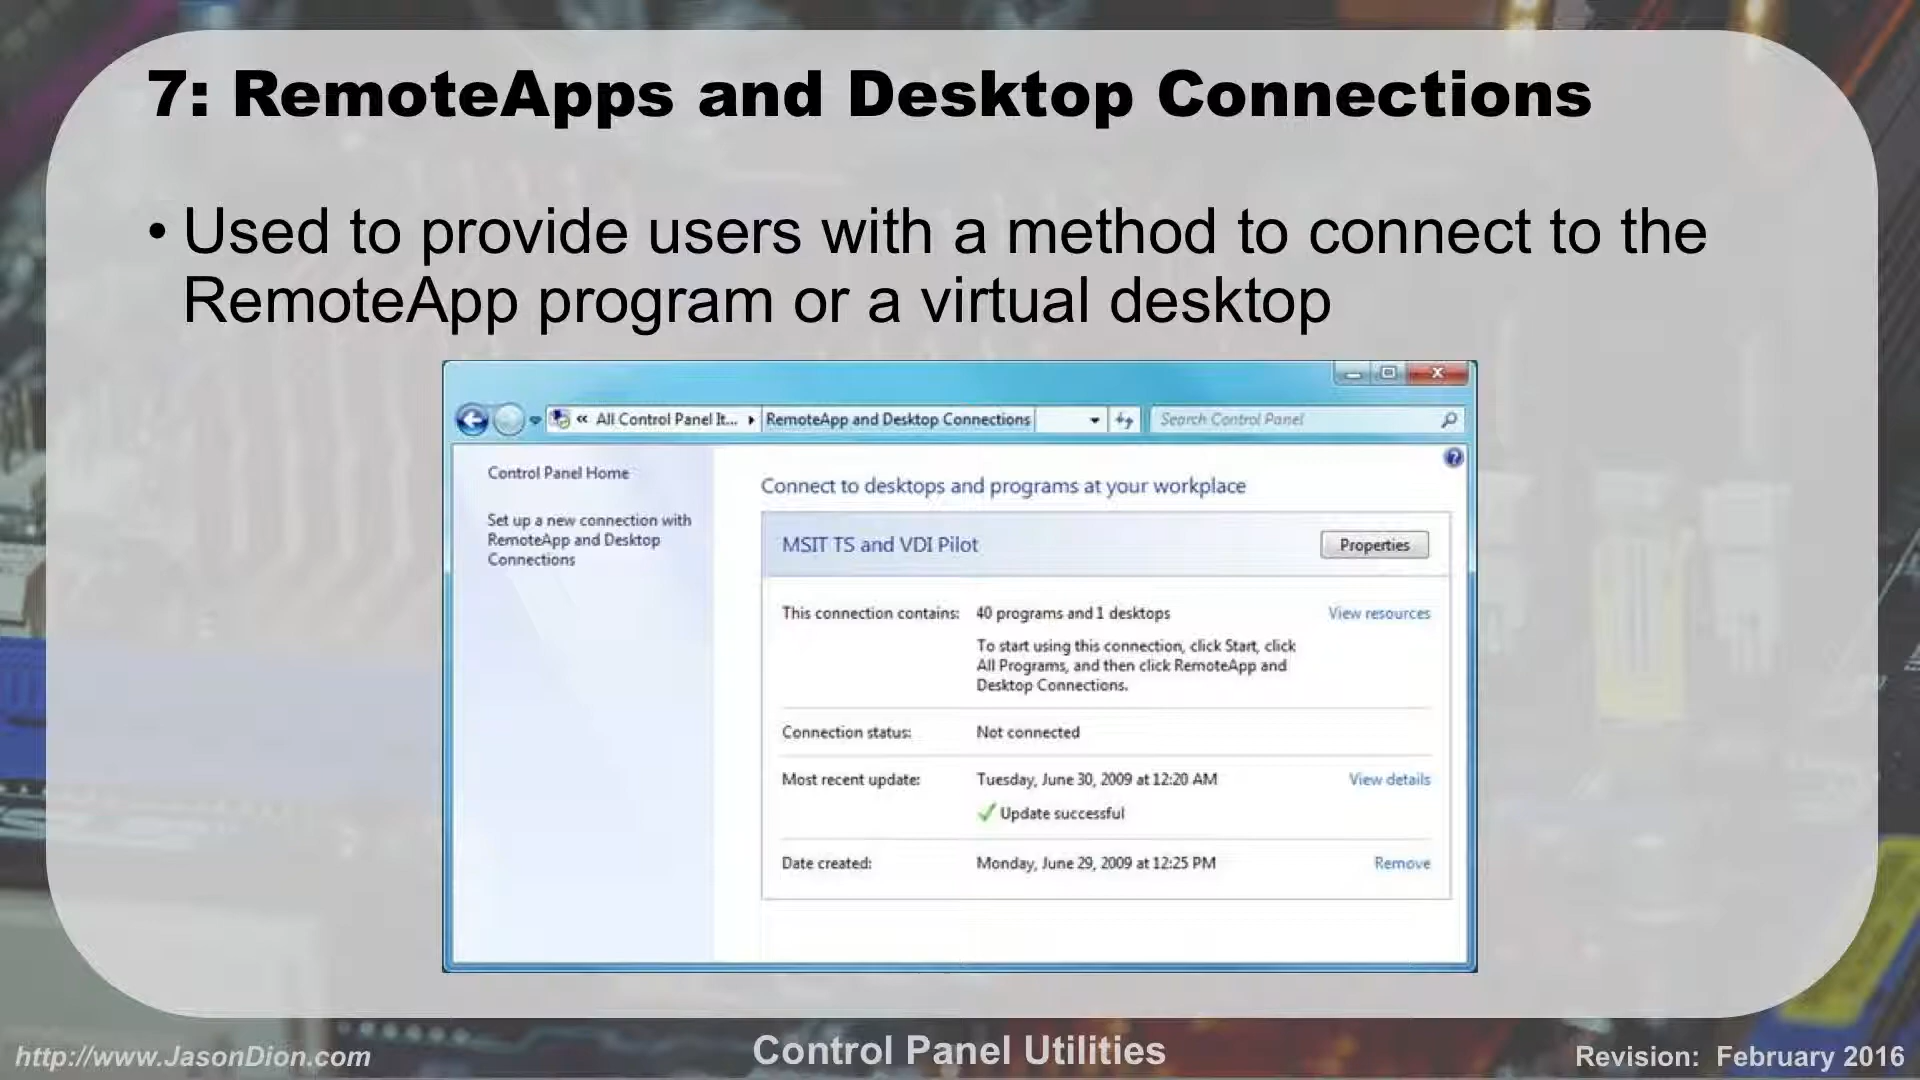 7: RemoteApps and Desktop Connections
• Used to provide users with a method to connect to the
RemoteApp program or a virtual desktop
« All Control Panel It... ▸ RemoteApp and Desktop Connections
Search Control Panel
Control Panel Home
Set up a new connection with
RemoteApp and Desktop
Connections
Connect to desktops and programs at your workplace
MSIT TS and VDI Pilot
Properties
This connection contains: 40 programs and 1 desktops View resources
To start using this connection, click Start, click
All Programs, and then click RemoteApp and
Desktop Connections.
Connection status: Not connected
Most recent update: Tuesday, June 30, 2009 at 12:20 AM View details
Update successful
Date created: Monday, June 29, 2009 at 12:25 PM Remove
http://www.JasonDion.com
Control Panel Utilities
Revision: February 2016